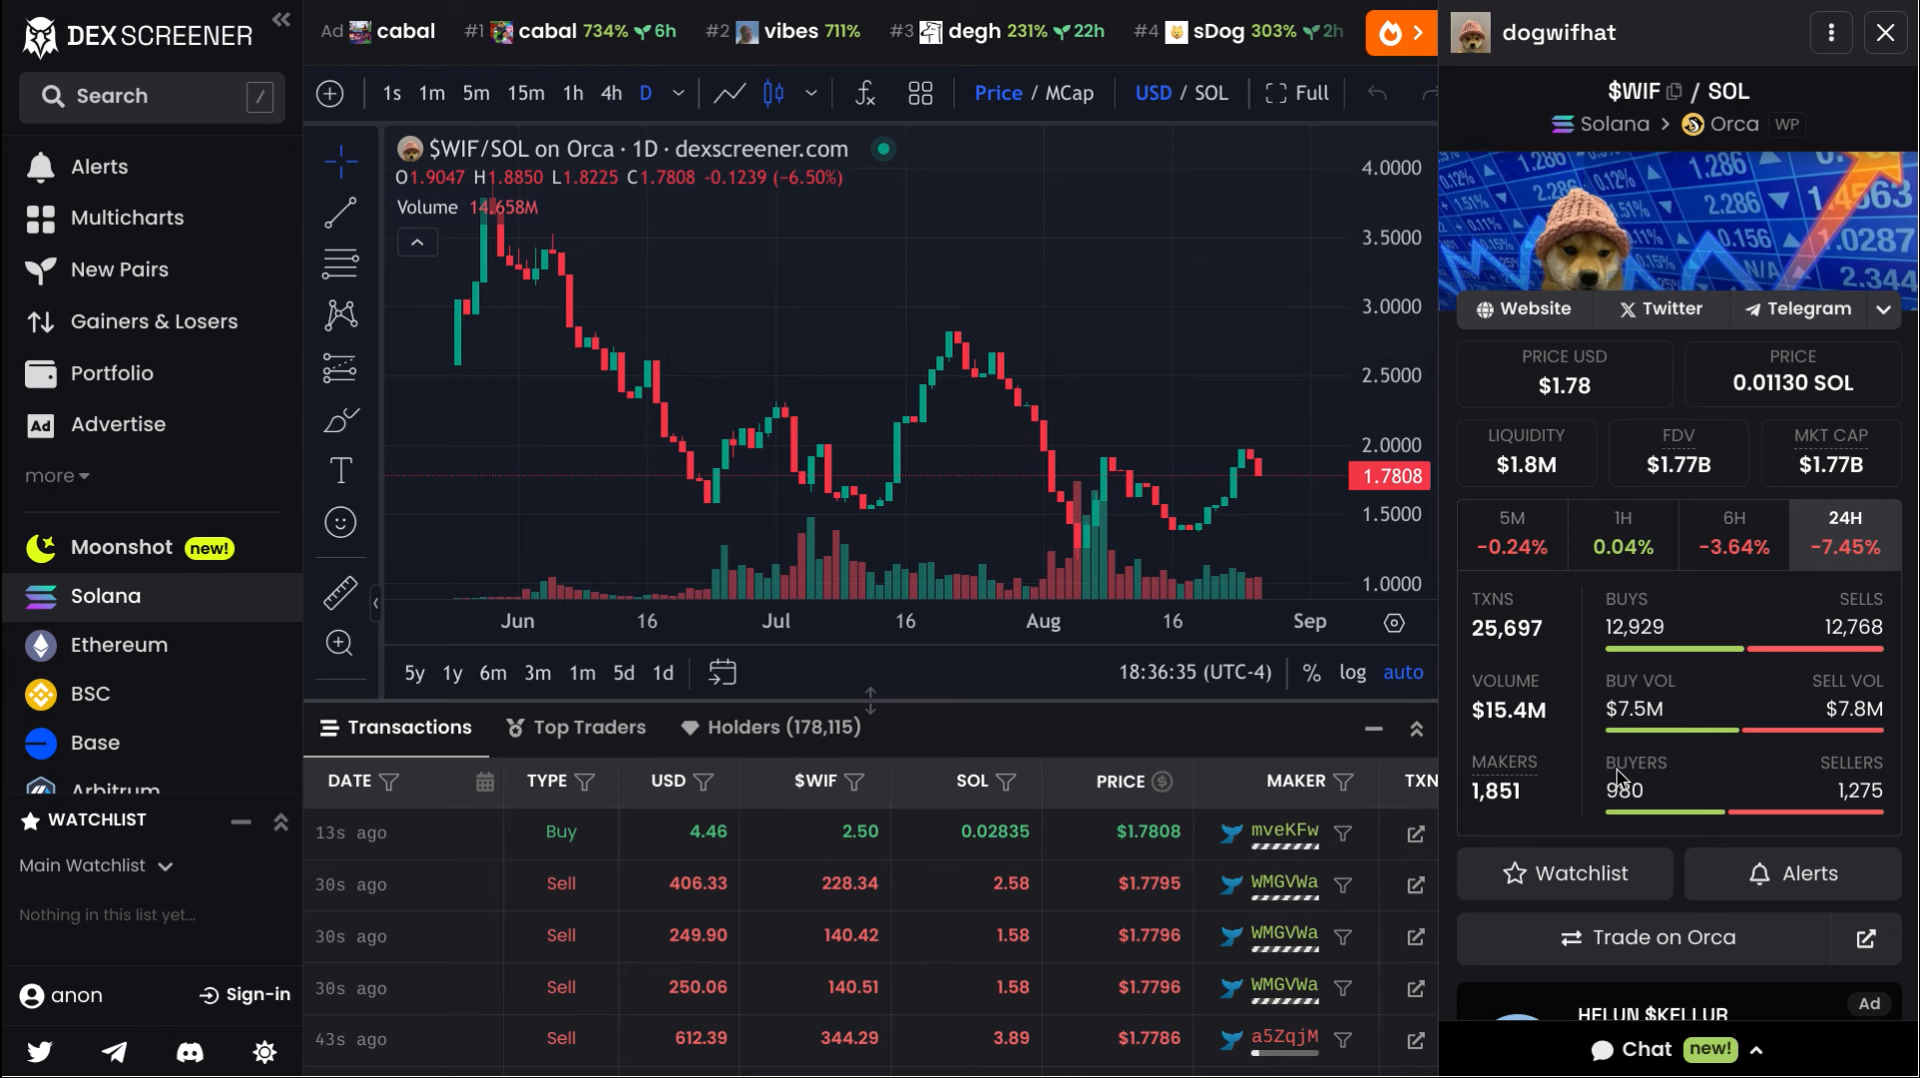 DEX SCREENER
Search /
Alerts
Multicharts
New Pairs
Gainers & Losers
Portfolio
Ad Advertise
more
Moonshot new!
Solana
Ethereum
BSC
Base
Arbitrum
WATCHLIST
Main Watchlist
Nothing in this list yet...
anon Sign-in
Ad cabal #1 cabal 734% 6h #2 vibes 711% #3 degh 231% 22h #4 sDog 303% 2h
1s 1m 5m 15m 1h 4h D Price / MCap USD / SOL Full
$WIF/SOL on Orca · 1D · dexscreener.com
O1.9047 H1.8850 L1.8225 C1.7808 -0.1239 (−6.50%)
Volume 14.658M
4.0000
3.5000
3.0000
2.5000
2.0000
1.7808
1.5000
1.0000
Jun 16 Jul 16 Aug 16 Sep
5y 1y 6m 3m 1m 5d 1d 18:36:35 (UTC-4) % log auto
Transactions Top Traders Holders (178,115)
DATE TYPE USD $WIF SOL PRICE MAKER TXN
13s ago Buy 4.46 2.50 0.02835 $1.7808 mveKFw
30s ago Sell 406.33 228.34 2.58 $1.7795 WMGVWa
30s ago Sell 249.90 140.42 1.58 $1.7796 WMGVWa
30s ago Sell 250.06 140.51 1.58 $1.7796 WMGVWa
43s ago Sell 612.39 344.29 3.89 $1.7786 a5ZqjM
dogwifhat
$WIF / SOL
Solana > Orca WP
Website Twitter Telegram
PRICE USD PRICE
$1.78 0.01130 SOL
LIQUIDITY FDV MKT CAP
$1.8M $1.77B $1.77B
5M 1H 6H 24H
-0.24% 0.04% -3.64% -7.45%
TXNS BUYS SELLS
25,697 12,929 12,768
VOLUME BUY VOL SELL VOL
$15.4M $7.5M $7.8M
MAKERS BUYERS SELLERS
1,851 980 1,275
Watchlist Alerts
Trade on Orca
Ad
HELUN $KELLUR
Chat new!